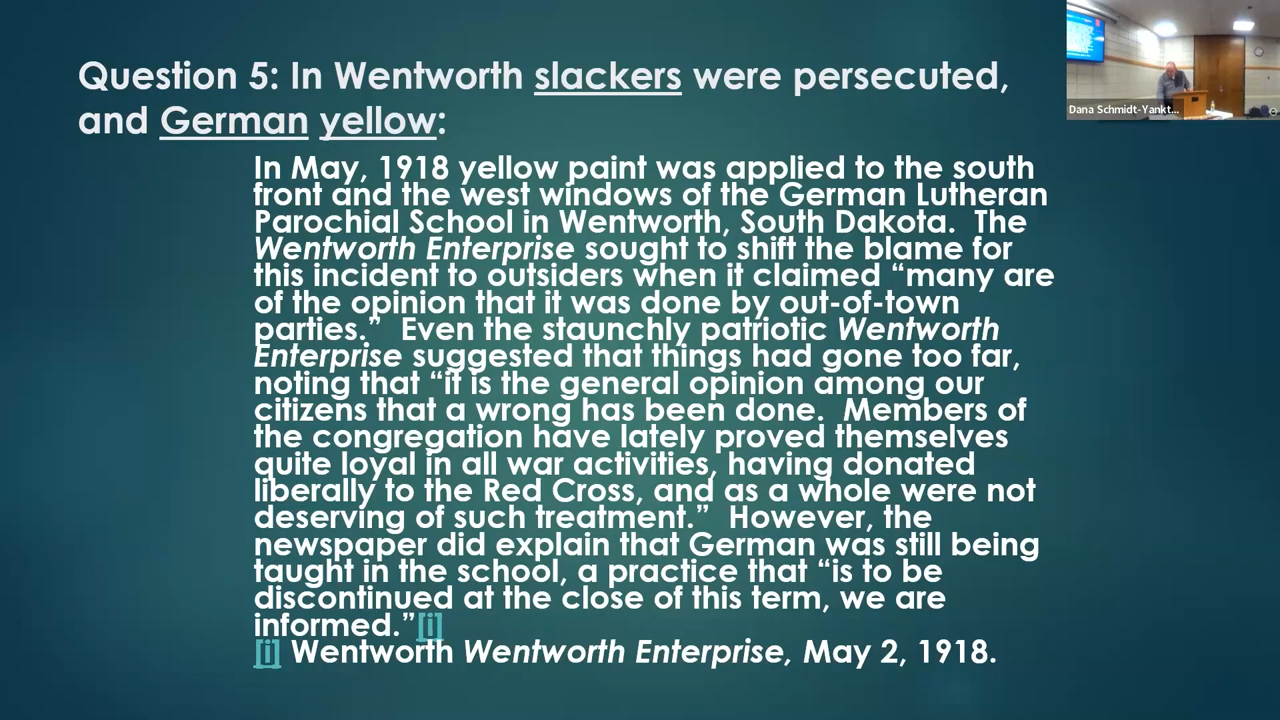 Question 5: In Wentworth slackers were persecuted,
and German yellow:
In May, 1918 yellow paint was applied to the south
front and the west windows of the German Lutheran
Parochial School in Wentworth, South Dakota.  The
Wentworth Enterprise sought to shift the blame for
this incident to outsiders when it claimed “many are
of the opinion that it was done by out-of-town
parties.”  Even the staunchly patriotic Wentworth
Enterprise suggested that things had gone too far,
noting that “it is the general opinion among our
citizens that a wrong has been done.  Members of
the congregation have lately proved themselves
quite loyal in all war activities, having donated
liberally to the Red Cross, and as a whole were not
deserving of such treatment.”  However, the
newspaper did explain that German was still being
taught in the school, a practice that “is to be
discontinued at the close of this term, we are
informed.”[i]
[i] Wentworth Wentworth Enterprise, May 2, 1918.
Dana Schmidt-Yankt...